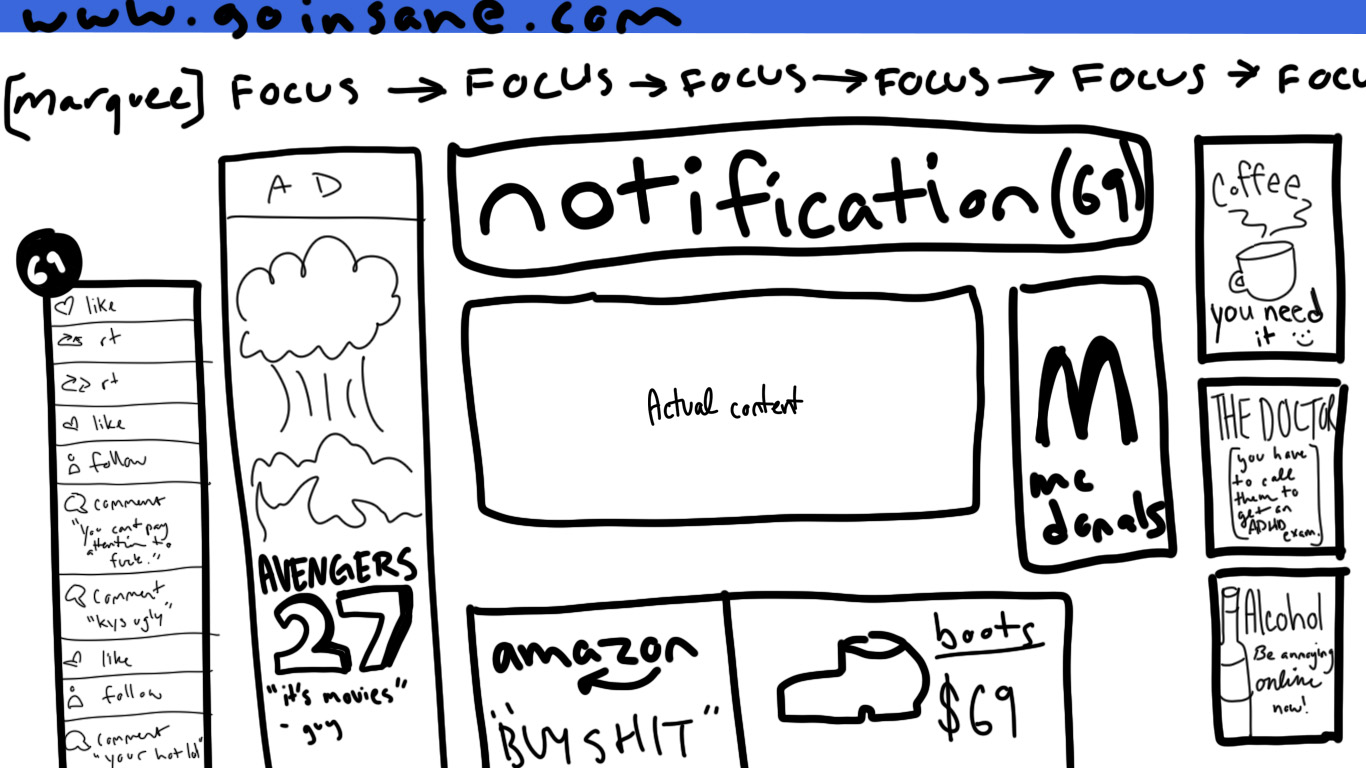 www.goinsane.com
[marquee] FOCUS → FOCUS → FOCUS → FOCUS → FOCUS → FOCU
69
like
rt
rt
like
follow
comment
"You cant pay
attention to
fuck."
comment
"kys ugly"
like
follow
comment
"your hot lol"
AD
AVENGERS
27
"it's movies"
- guy
notification (69)
Actual content
M
mc
donals
amazon
"BUY SHIT"
boots
$69
coffee
you need
it
THE DOCTOR
[you have
to call
them to
get an
ADHD
exam.]
Alcohol
Be annoying
online
now!